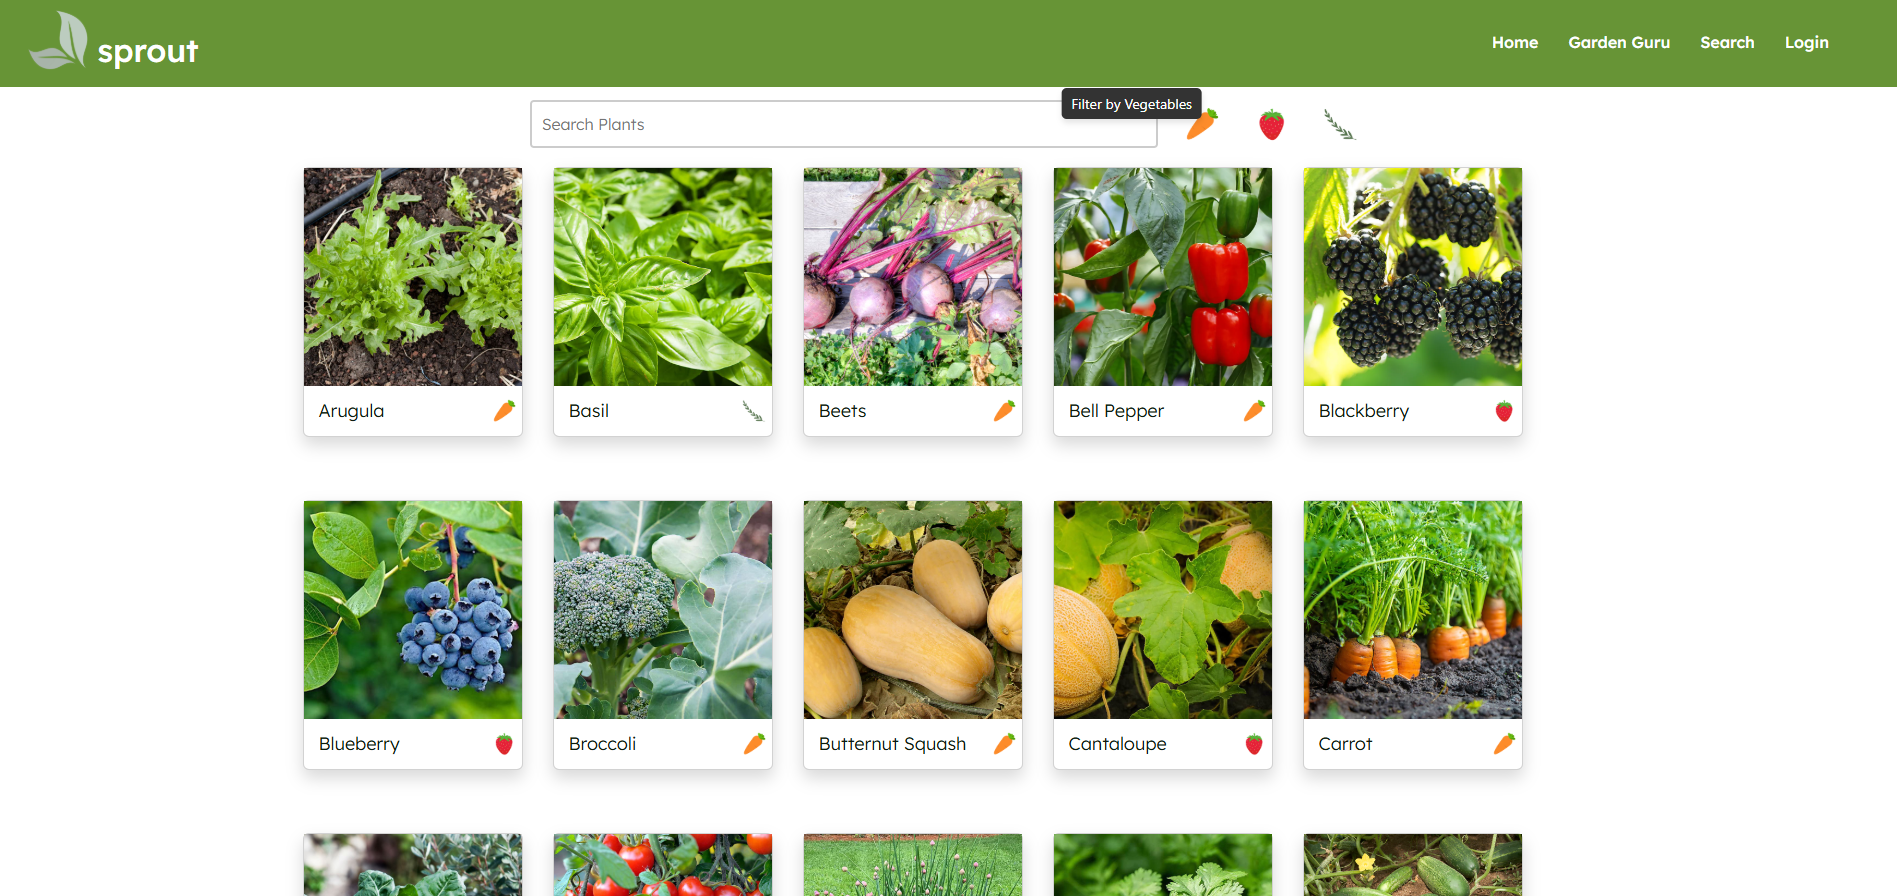 sprout
Home
Garden Guru
Search
Login
Filter by Vegetables
Search Plants
Arugula
Basil
Beets
Bell Pepper
Blackberry
Blueberry
Broccoli
Butternut Squash
Cantaloupe
Carrot